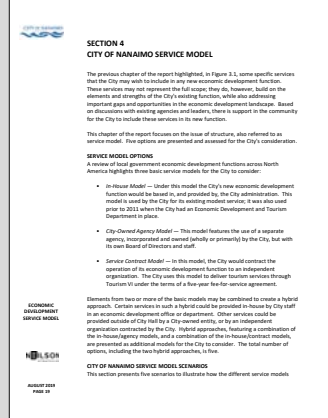 CITY OF NANAIMO
SECTION 4
CITY OF NANAIMO SERVICE MODEL
The previous chapter of the report highlighted, in Figure 3.1, some specific services
that the City may wish to include in any new economic development function.
These services may not represent the full scope; they do, however, build on the
elements and strengths of the City's existing function, while also addressing
important gaps and opportunities in the economic development landscape. Based
on discussions with existing agencies and leaders, there is support in the community
for the City to include these services in its new function.
This chapter of the report focuses on the issue of structure, also referred to as
service model. Five options are presented and assessed for the City's consideration.
SERVICE MODEL OPTIONS
A review of local government economic development functions across North
America highlights three basic service models for the City to consider:
• In-House Model — Under this model the City's new economic development
function would be based in, and provided by, the City administration. This
model is used by the City for its existing modest service; it was also used
prior to 2011 when the City had an Economic Development and Tourism
Department in place.
• City-Owned Agency Model — This model features the use of a separate
agency, incorporated and owned (wholly or primarily) by the City, but with
its own Board of Directors and staff.
• Service Contract Model — In this model, the City would contract the
operation of its economic development function to an independent
organization. The City uses this model to deliver tourism services through
Tourism VI under the terms of a five-year fee-for-service agreement.
Elements from two or more of the basic models may be combined to create a hybrid
approach. Certain services in such a hybrid could be provided in-house by City staff
in an economic development office or department. Other services could be
provided outside of City Hall by a City-owned entity, or by an independent
organization contracted by the City. Hybrid approaches, featuring a combination of
the in-house/agency models, and a combination of the in-house/contract models,
are presented as additional models for the City to consider. The total number of
options, including the two hybrid approaches, is five.
CITY OF NANAIMO MODEL SCENARIOS
This section presents five scenarios to illustrate how the different service models
ECONOMIC
DEVELOPMENT
SERVICE MODEL
NEILSON
AUGUST 2019
PAGE 19